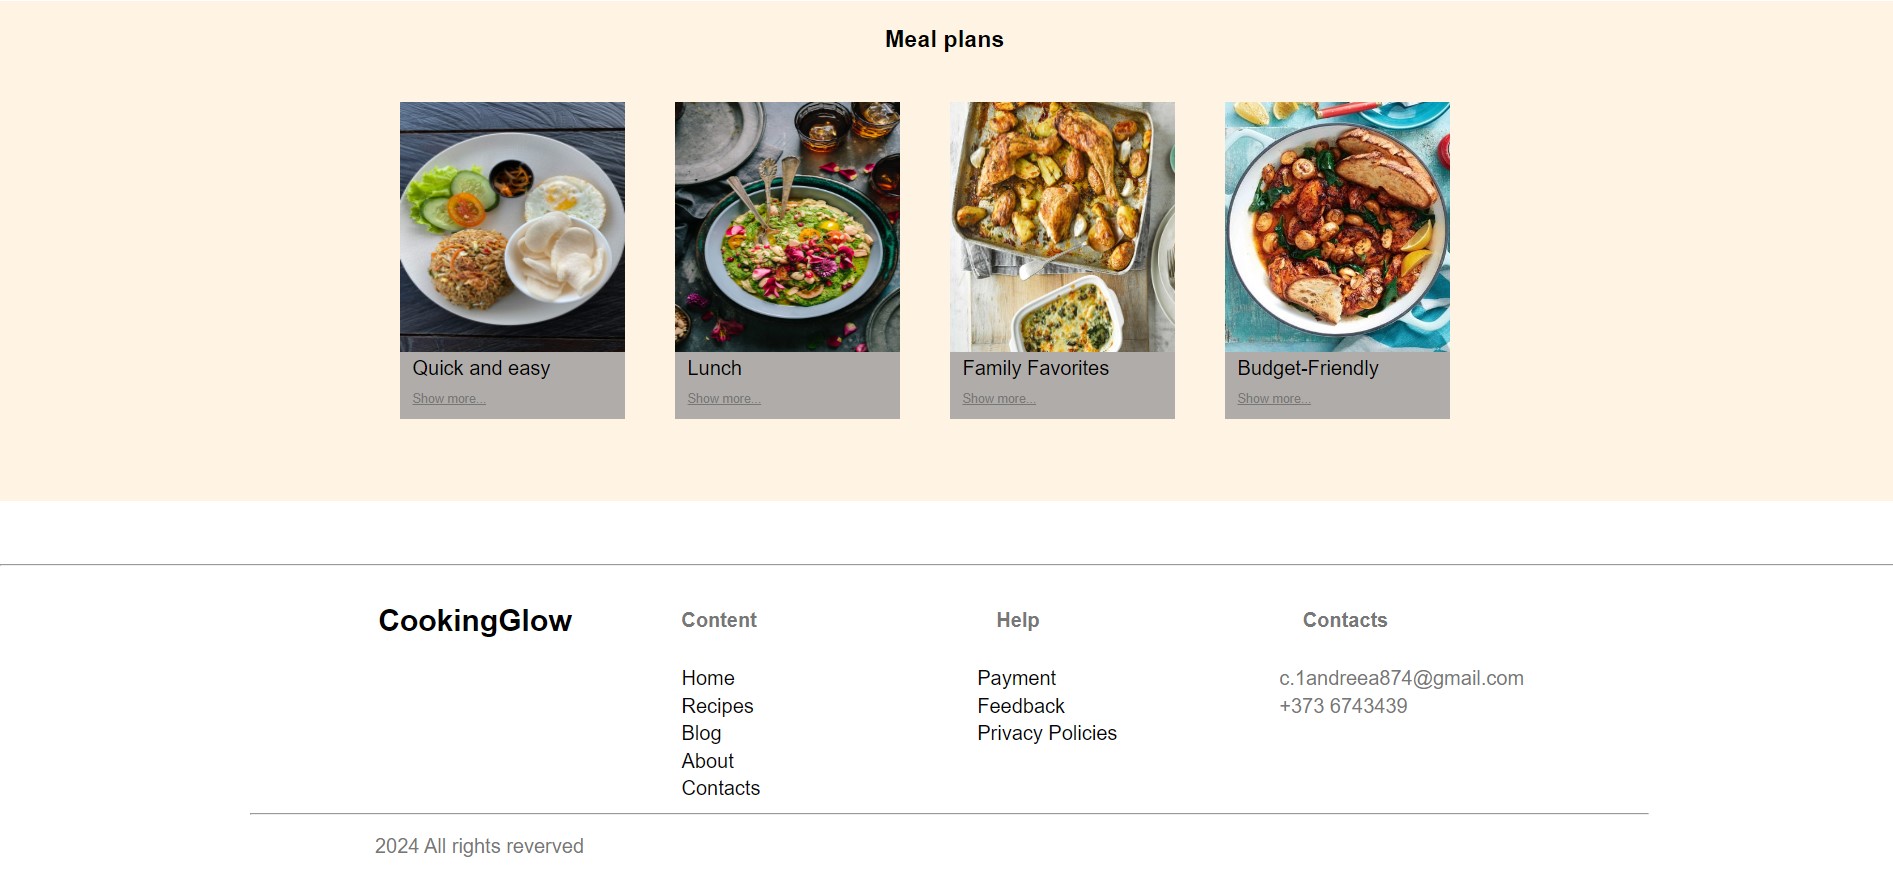 Meal plans
Quick and easy
Show more...
Lunch
Show more...
Family Favorites
Show more...
Budget-Friendly
Show more...
CookingGlow
Content
Home
Recipes
Blog
About
Contacts
Help
Payment
Feedback
Privacy Policies
Contacts
c.1andreea874@gmail.com
+373 6743439
2024 All rights reverved